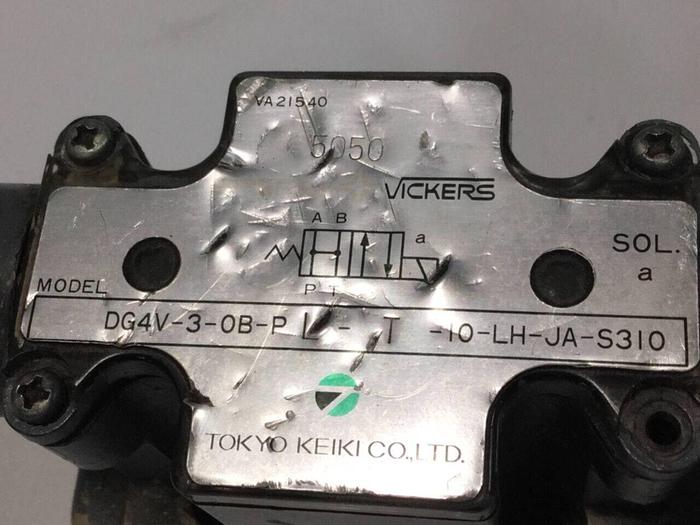 VA21540
5050
VICKERS
A B
a
P T
SOL.
a
MODEL
DG4V-3-0B-P L - T -10-LH-JA-S310
TOKYO KEIKI CO.,LTD.